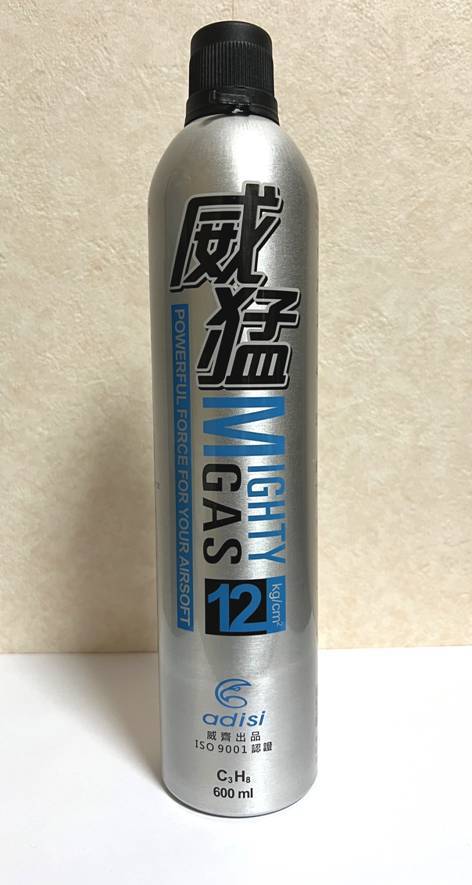 威猛
POWERFUL FORCE FOR YOUR AIRSOFT
MIGHTY
GAS
12 kg/cm²
adisi
威齊出品
ISO 9001 認證
C₃H₈
600 ml